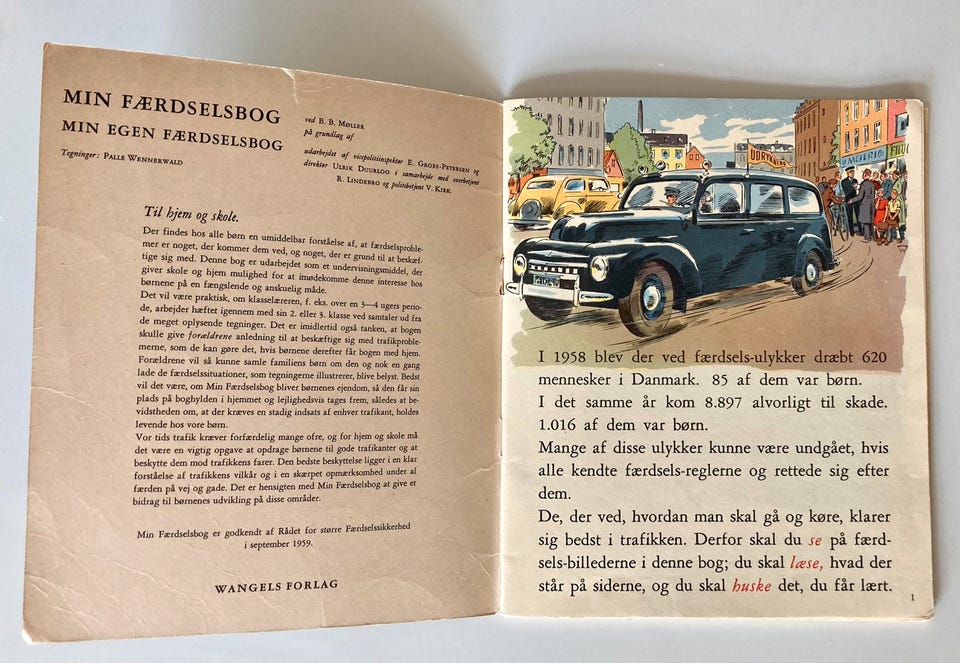 MIN FÆRDSELSBOG
MIN EGEN FÆRDSELSBOG
Tegninger: PALLE WENNERWALD
ved B. B. MØLLER
på grundlag af
udarbejdet af vicepolitiinspektør E. GROES-PETERSEN og
direktør ULRIK DUURLOO i samarbejde med overbetjent
R. LINDEBRO og politibetjent V. KIRK.
Til hjem og skole.
Der findes hos alle børn en umiddelbar forståelse af, at færdselsproble-
mer er noget, der kommer dem ved, og noget, der er grund til at beskæf-
tige sig med. Denne bog er udarbejdet som et undervisningsmiddel, der
giver skole og hjem mulighed for at imødekomme denne interesse hos
børnene på en fængslende og anskuelig måde.
Det vil være praktisk, om klasselæreren, f. eks. over en 3—4 ugers perio-
de, arbejder hæftet igennem med sin 2. eller 3. klasse ved samtaler ud fra
de meget oplysende tegninger. Det er imidlertid også tanken, at bogen
skulle give forældrene anledning til at beskæftige sig med trafikproble-
merne, som de kan gøre det, hvis børnene derefter får bogen med hjem.
Forældrene vil så kunne samle familiens børn om den og nok en gang
lade de færdselssituationer, som tegningerne illustrerer, blive belyst. Bedst
vil det være, om Min Færdselsbog bliver børnenes ejendom, så den får sin
plads på boghylden i hjemmet og lejlighedsvis tages frem, således at be-
vidstheden om, at der kræves en stadig indsats af enhver trafikant, holdes
levende hos vore børn.
Vor tids trafik kræver forfærdelig mange ofre, og for hjem og skole må
det være en vigtig opgave at opdrage børnene til gode trafikanter og at
beskytte dem mod trafikkens farer. Den bedste beskyttelse ligger i en klar
forståelse af trafikkens vilkår og i en skærpet opmærksomhed under al
færden på vej og gade. Det er hensigten med Min Færdselsbog at give et
bidrag til børnenes udvikling på disse områder.
Min Færdselsbog er godkendt af Rådet for større Færdselssikkerhed
i september 1959.
WANGELS FORLAG
UDRYKNING
MEJERI
I 1958 blev der ved færdsels-ulykker dræbt 620
mennesker i Danmark. 85 af dem var børn.
I det samme år kom 8.897 alvorligt til skade.
1.016 af dem var børn.
Mange af disse ulykker kunne være undgået, hvis
alle kendte færdsels-reglerne og rettede sig efter
dem.
De, der ved, hvordan man skal gå og køre, klarer
sig bedst i trafikken. Derfor skal du se på færd-
sels-billederne i denne bog; du skal læse, hvad der
står på siderne, og du skal huske det, du får lært.
1